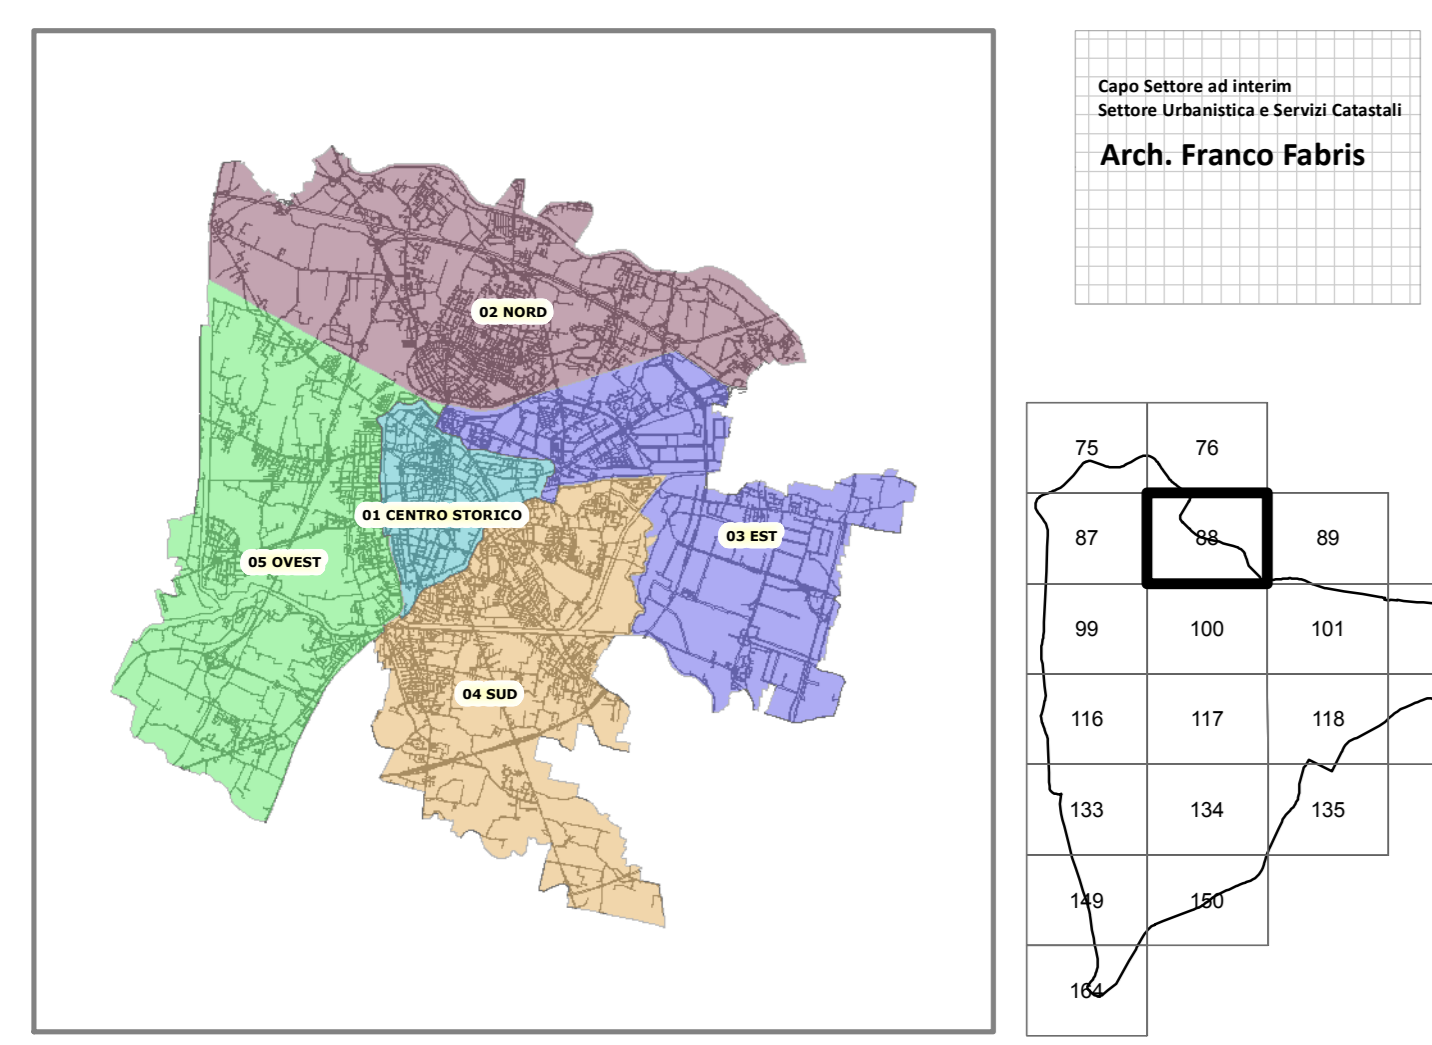 02 NORD
01 CENTRO STORICO
03 EST
05 OVEST
04 SUD
Capo Settore ad interim
Settore Urbanistica e Servizi Catastali
Arch. Franco Fabris
75 76
87 88 89
99 100 101
116 117 118
133 134 135
149 150
164